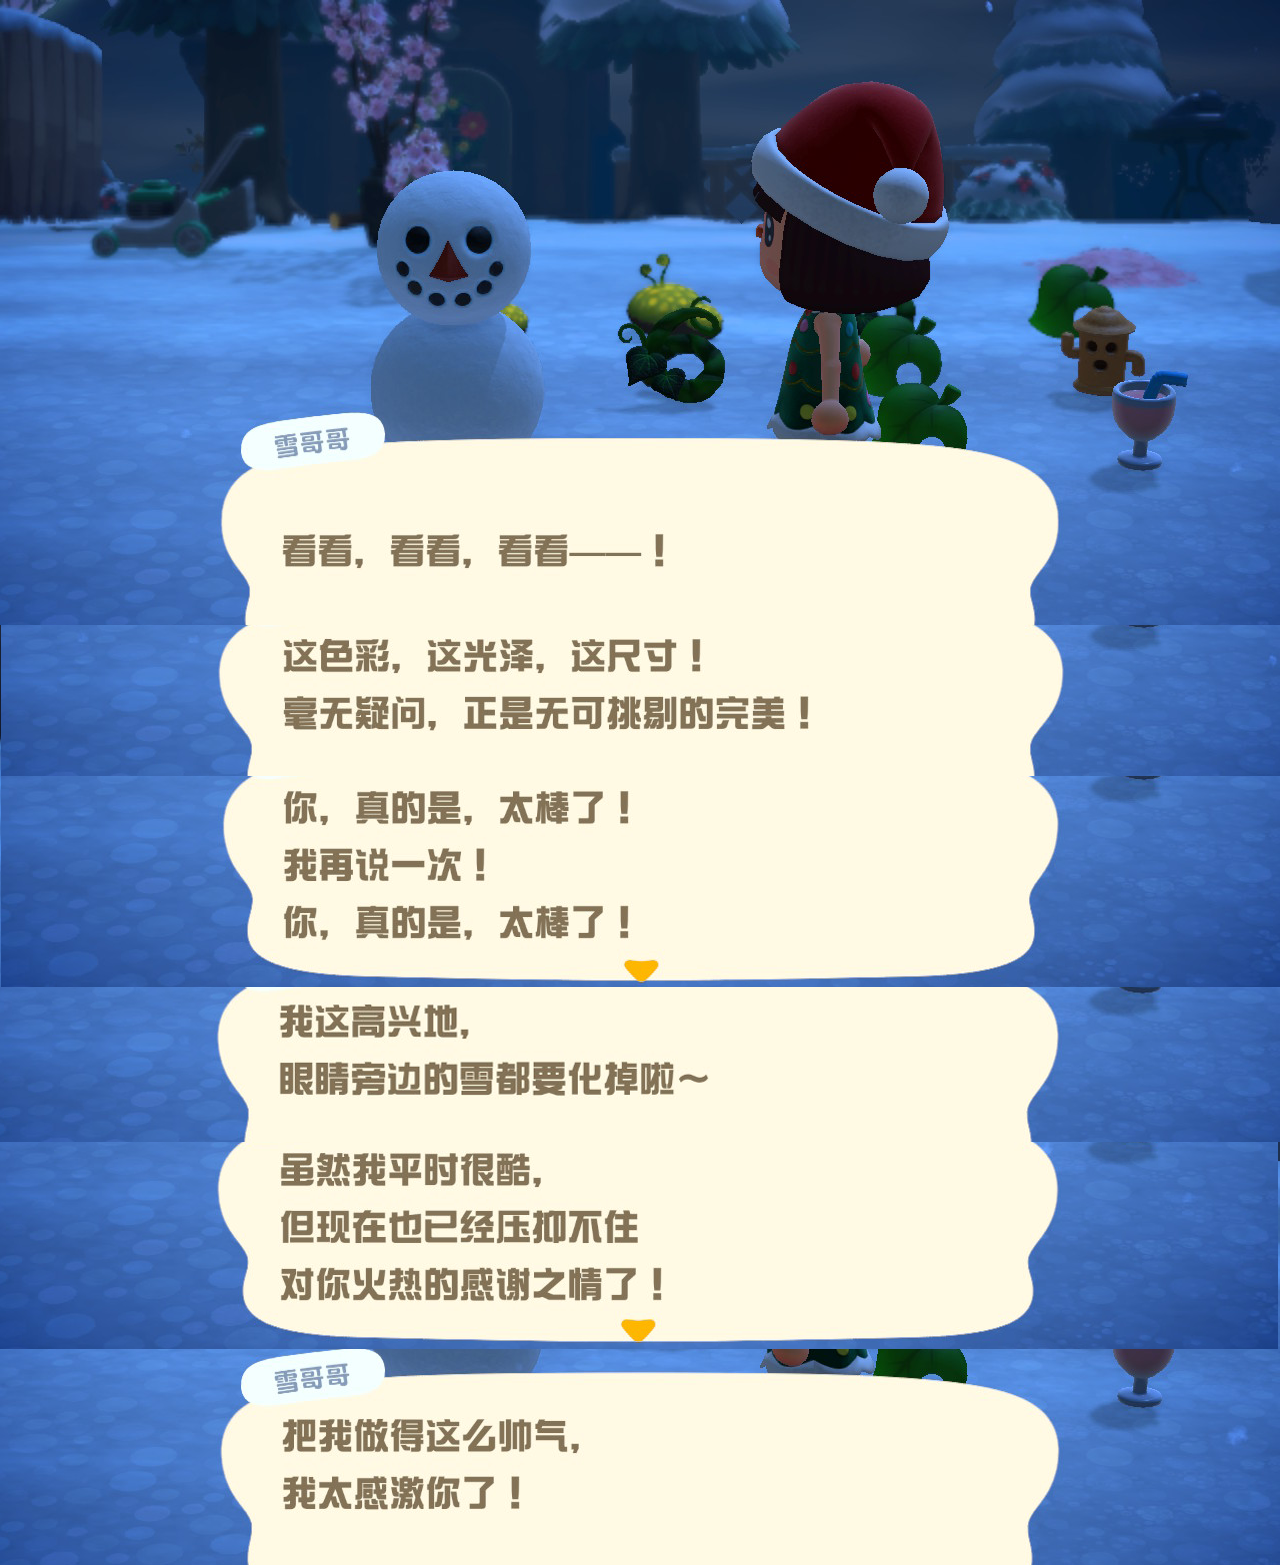 雪哥哥
看看，看看，看看——！
这色彩，这光泽，这尺寸！
毫无疑问，正是无可挑剔的完美！
你，真的是，太棒了！
我再说一次！
你，真的是，太棒了！
我这高兴地，
眼睛旁边的雪都要化掉啦～
虽然我平时很酷，
但现在也已经压抑不住
对你火热的感谢之情了！
雪哥哥
把我做得这么帅气，
我太感激你了！